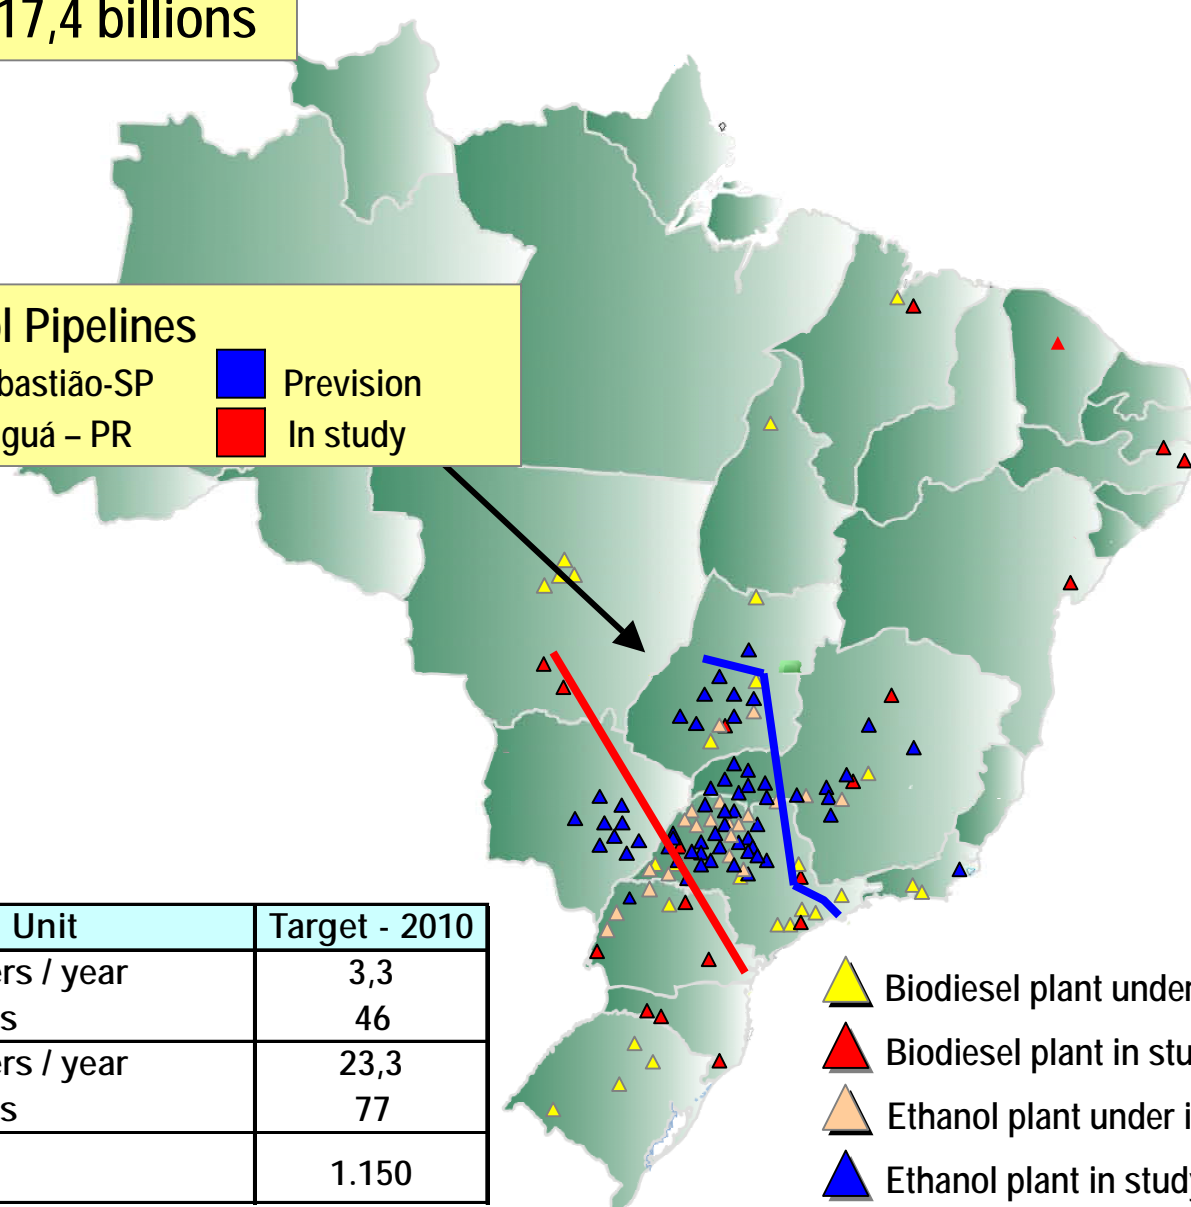 17,4 billions
ol Pipelines
bastião-SP Prevision
guá – PR In study
Unit Target - 2010
ers / year 3,3
s 46
ers / year 23,3
s 77
1.150
Biodiesel plant under
Biodiesel plant in stu
Ethanol plant under i
Ethanol plant in study